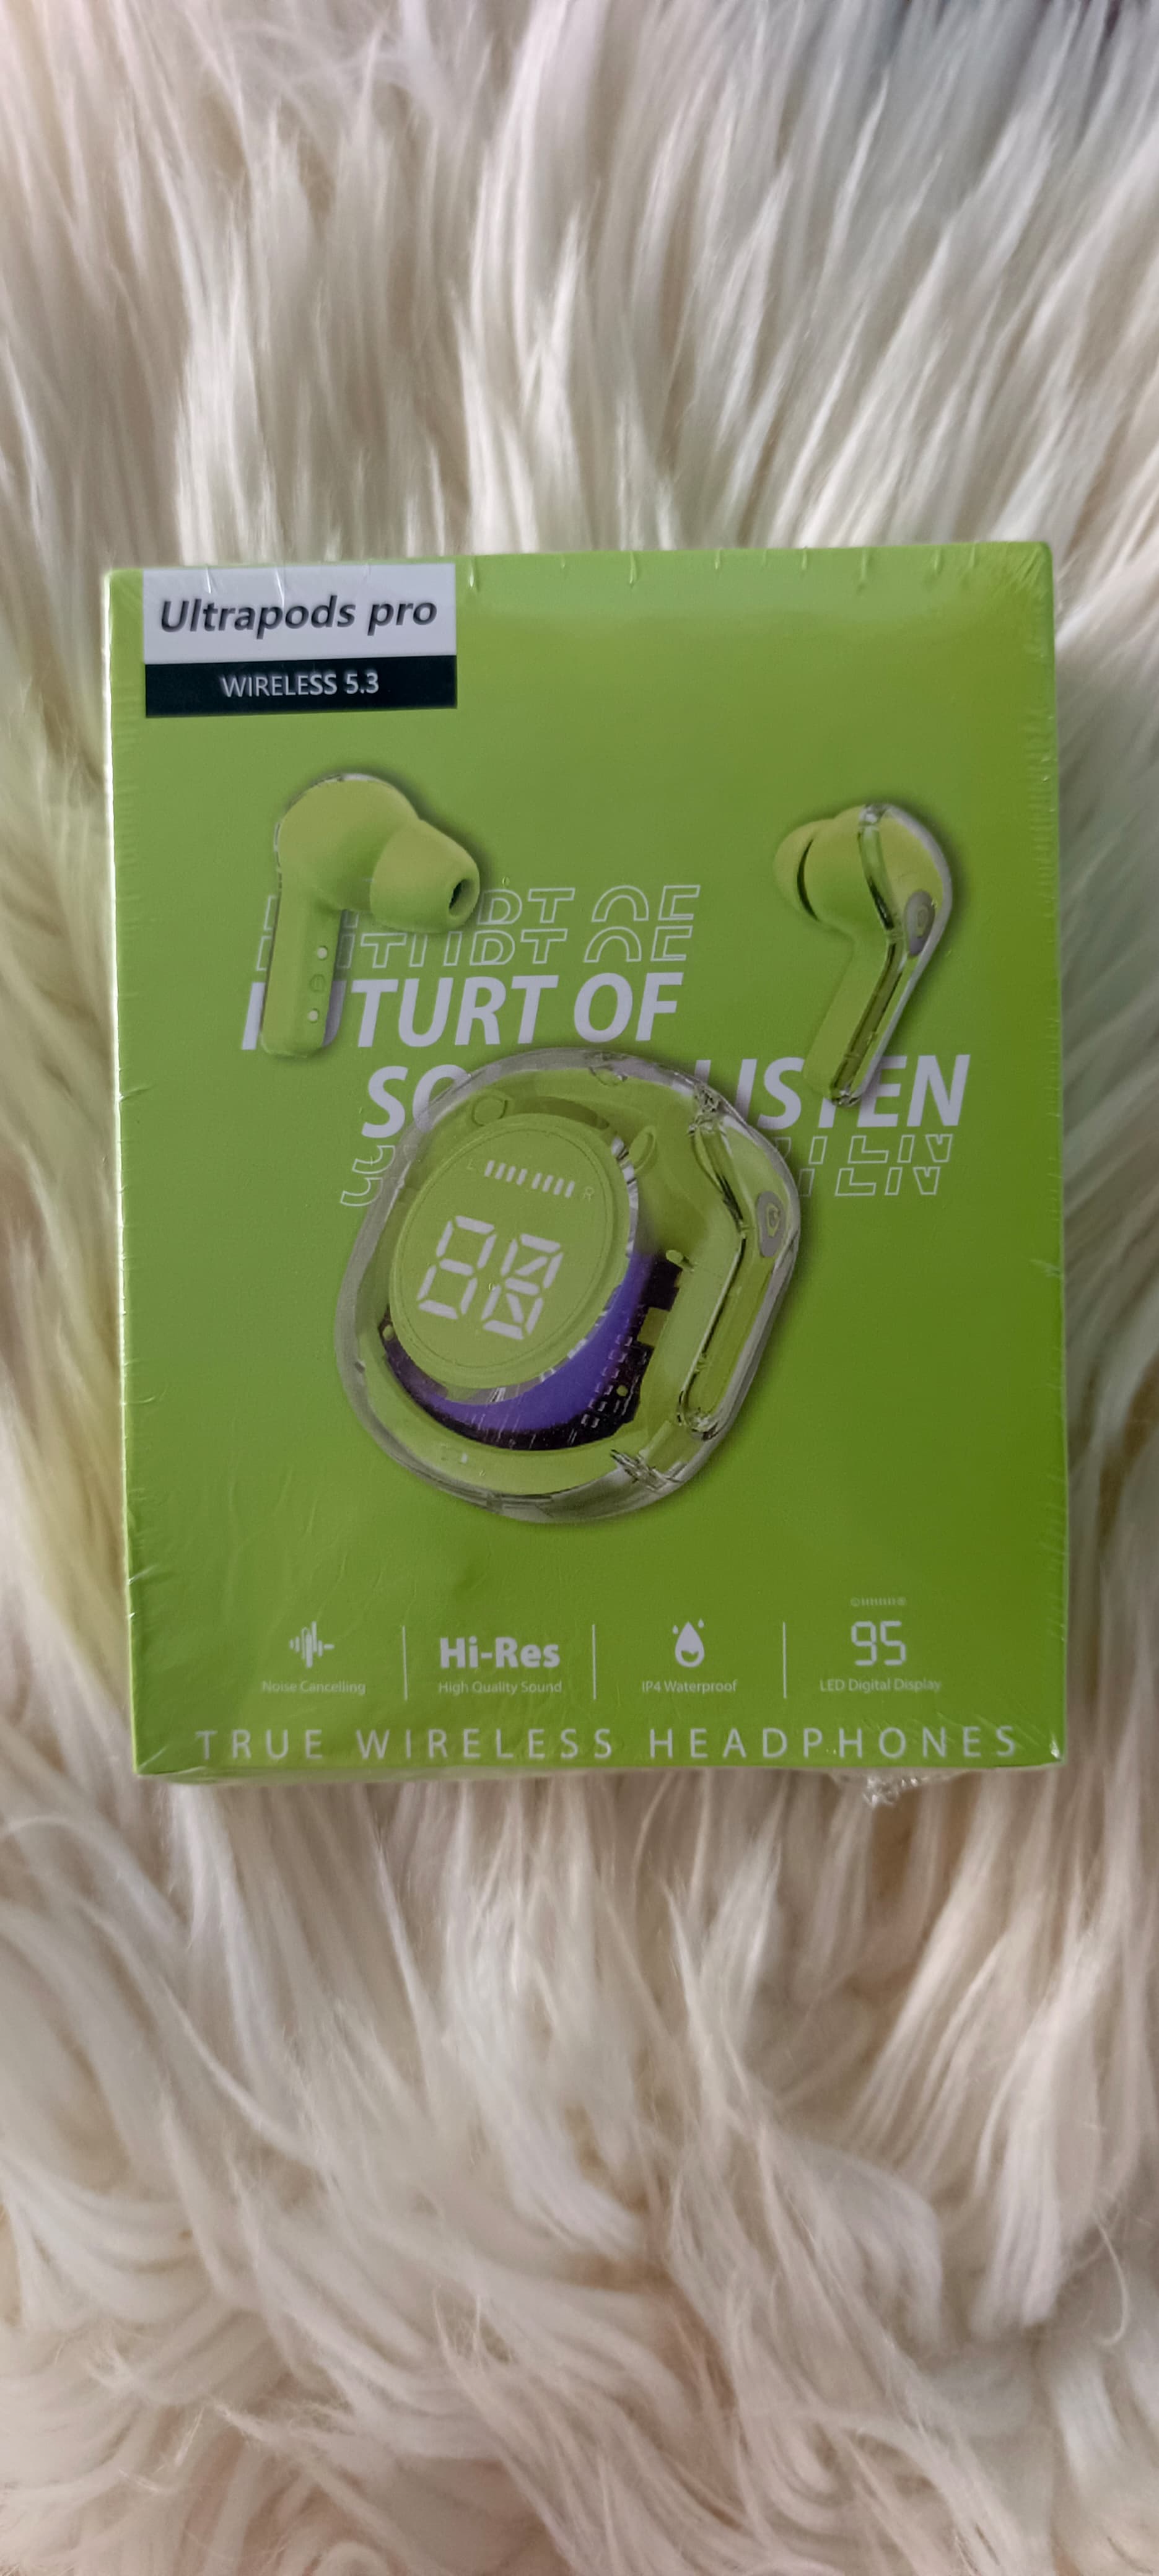 Ultrapods pro
WIRELESS 5.3
TURT OF
LISTEN
L R
88
95
Noise Cancelling
Hi-Res
High Quality Sound
IP4 Waterproof
LED Digital Display
TRUE WIRELESS HEADPHONES